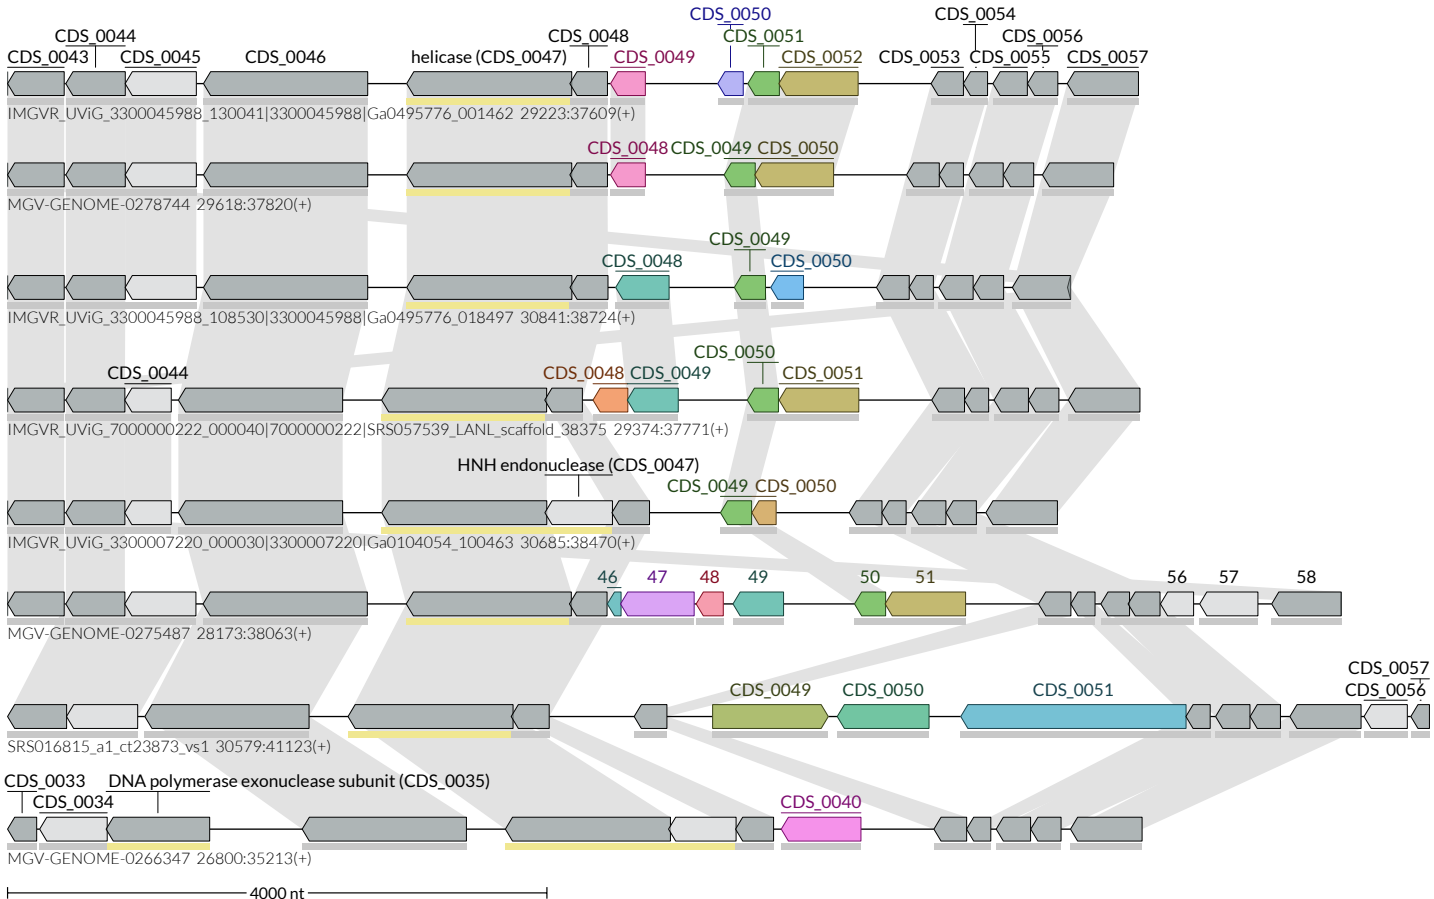 CDS_0050
CDS_0054
CDS_0044 CDS_0048 CDS_0051 CDS_0056
CDS_0043 CDS_0045 CDS_0046 helicase (CDS_0047) CDS_0049 CDS_0052 CDS_0053 CDS_0055 CDS_0057
IMGVR_UViG_3300045988_130041|3300045988|Ga0495776_001462 29223:37609(+)
CDS_0048 CDS_0049 CDS_0050
MGV-GENOME-0278744 29618:37820(+)
CDS_0049
CDS_0048 CDS_0050
IMGVR_UViG_3300045988_108530|3300045988|Ga0495776_018497 30841:38724(+)
CDS_0050
CDS_0044 CDS_0048 CDS_0049 CDS_0051
IMGVR_UViG_7000000222_000040|7000000222|SRS057539_LANL_scaffold_38375 29374:37771(+)
HNH endonuclease (CDS_0047)
CDS_0049 CDS_0050
IMGVR_UViG_3300007220_000030|3300007220|Ga0104054_100463 30685:38470(+)
46 47 48 49 50 51 56 57 58
MGV-GENOME-0275487 28173:38063(+)
CDS_0057
CDS_0049 CDS_0050 CDS_0051 CDS_0056
SRS016815_a1_ct23873_vs1 30579:41123(+)
CDS_0033 DNA polymerase exonuclease subunit (CDS_0035)
CDS_0034 CDS_0040
MGV-GENOME-0266347 26800:35213(+)
4000 nt